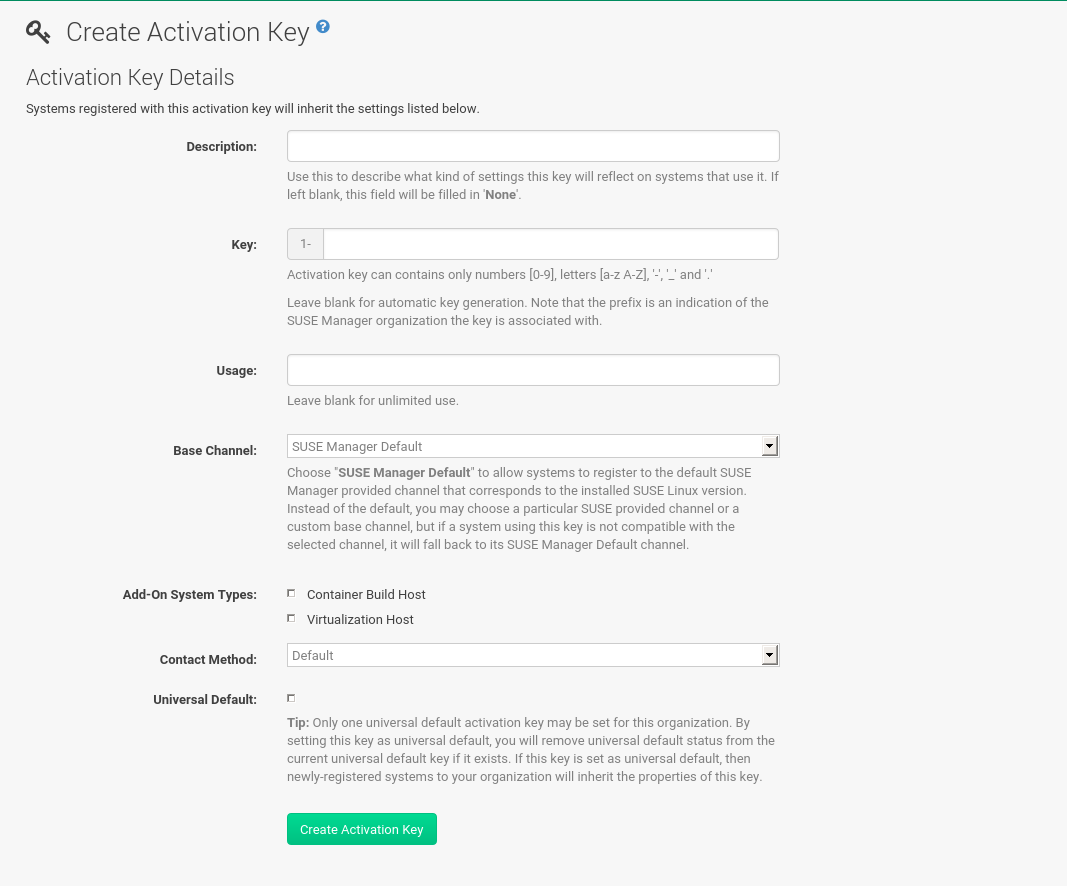 Create Activation Key ?
Activation Key Details
Systems registered with this activation key will inherit the settings listed below.
Description:
Use this to describe what kind of settings this key will reflect on systems that use it. If
left blank, this field will be filled in 'None'.
Key:
1-
Activation key can contains only numbers [0-9], letters [a-z A-Z], '-', '_' and '.'
Leave blank for automatic key generation. Note that the prefix is an indication of the
SUSE Manager organization the key is associated with.
Usage:
Leave blank for unlimited use.
Base Channel:
SUSE Manager Default
Choose "SUSE Manager Default" to allow systems to register to the default SUSE
Manager provided channel that corresponds to the installed SUSE Linux version.
Instead of the default, you may choose a particular SUSE provided channel or a
custom base channel, but if a system using this key is not compatible with the
selected channel, it will fall back to its SUSE Manager Default channel.
Add-On System Types:
Container Build Host
Virtualization Host
Contact Method:
Default
Universal Default:
Tip: Only one universal default activation key may be set for this organization. By
setting this key as universal default, you will remove universal default status from the
current universal default key if it exists. If this key is set as universal default, then
newly-registered systems to your organization will inherit the properties of this key.
Create Activation Key